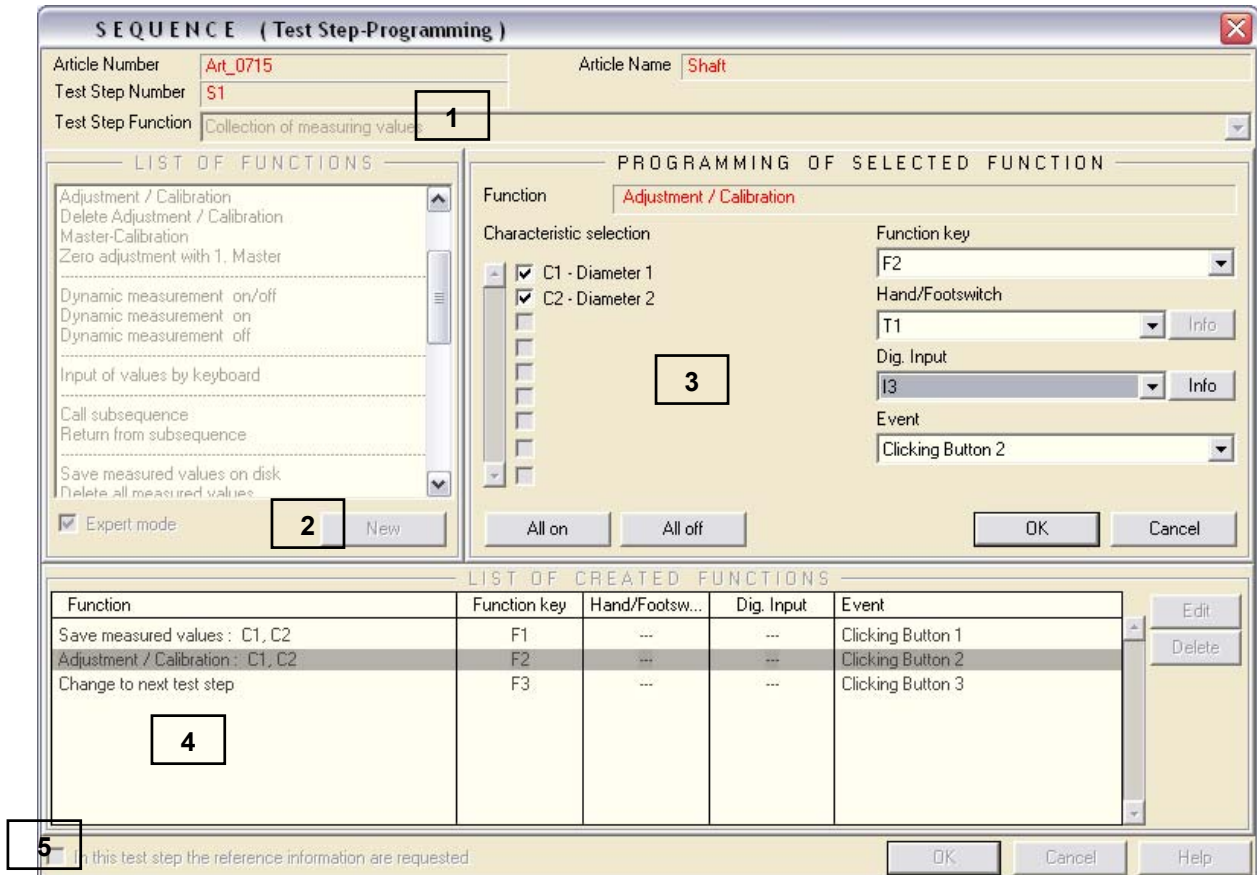 SEQUENCE ( Test Step-Programming )
Article Number Art_0715 Article Name Shaft
Test Step Number S1
Test Step Function Collection of measuring values
1
LIST OF FUNCTIONS
Adjustment / Calibration
Delete Adjustment / Calibration
Master-Calibration
Zero adjustment with 1. Master
Dynamic measurement on/off
Dynamic measurement on
Dynamic measurement off
Input of values by keyboard
Call subsequence
Return from subsequence
Save measured values on disk
Delete all measured values
Expert mode
2
New
PROGRAMMING OF SELECTED FUNCTION
Function Adjustment / Calibration
Characteristic selection
C1 - Diameter 1
C2 - Diameter 2
3
Function key
F2
Hand/Footswitch
T1 Info
Dig. Input
I3 Info
Event
Clicking Button 2
All on All off OK Cancel
LIST OF CREATED FUNCTIONS
Function Function key Hand/Footsw... Dig. Input Event
Save measured values : C1, C2 F1 --- --- Clicking Button 1
Adjustment / Calibration : C1, C2 F2 --- --- Clicking Button 2
Change to next test step F3 --- --- Clicking Button 3
Edit
Delete
4
5
In this test step the reference information are requested
OK Cancel Help